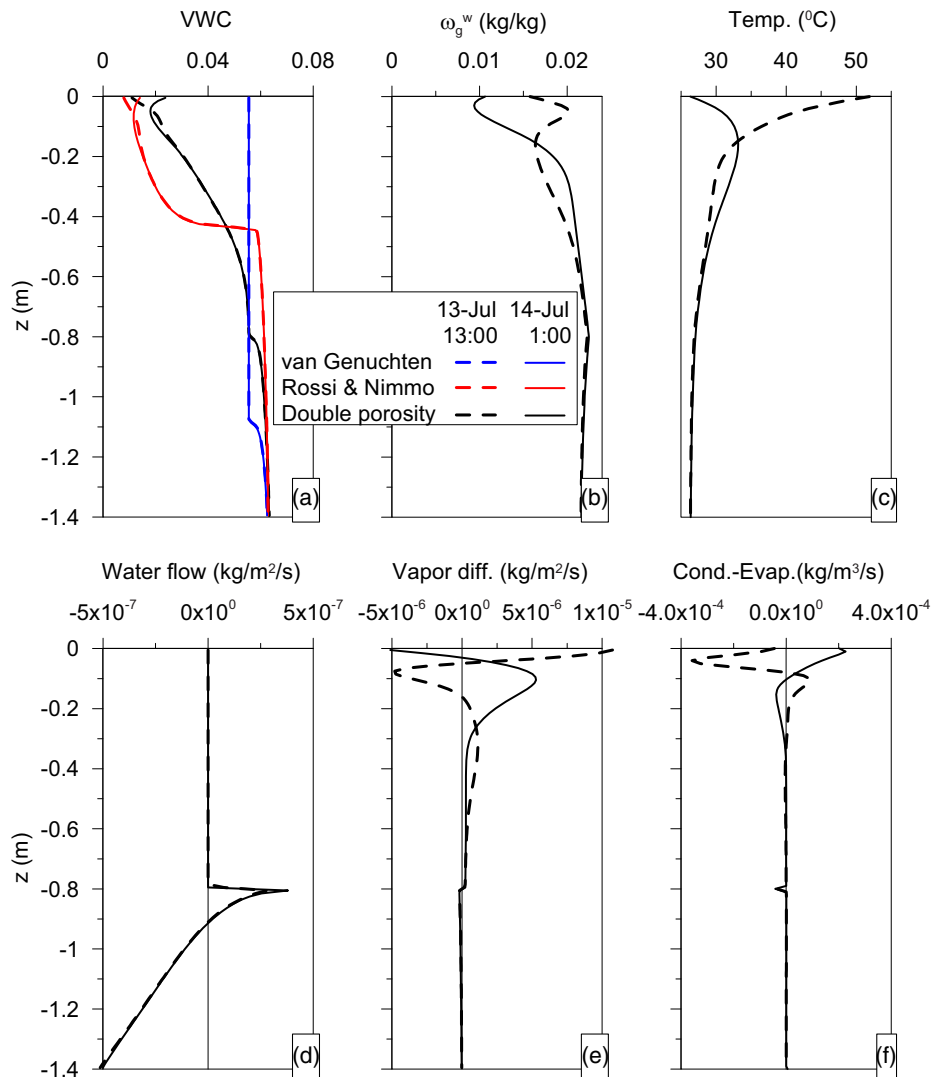 VWC
ω_g^w (kg/kg)
Temp. (⁰C)
0 0.04 0.08
0.01 0.02
30 40 50
0
-0.2
-0.4
-0.6
-0.8
-1
-1.2
-1.4
z (m)
13-Jul 14-Jul
13:00 1:00
van Genuchten
Rossi & Nimmo
Double porosity
(a)
(b)
(c)
Water flow (kg/m²/s)
Vapor diff. (kg/m²/s)
Cond.-Evap.(kg/m³/s)
-5x10⁻⁷ 0x10⁰ 5x10⁻⁷
-5x10⁻⁶ 0x10⁰ 5x10⁻⁶ 1x10⁻⁵
-4.0x10⁻⁴ 0.0x10⁰ 4.0x10⁻⁴
0
-0.2
-0.4
-0.6
-0.8
-1
-1.2
-1.4
z (m)
(d)
(e)
(f)